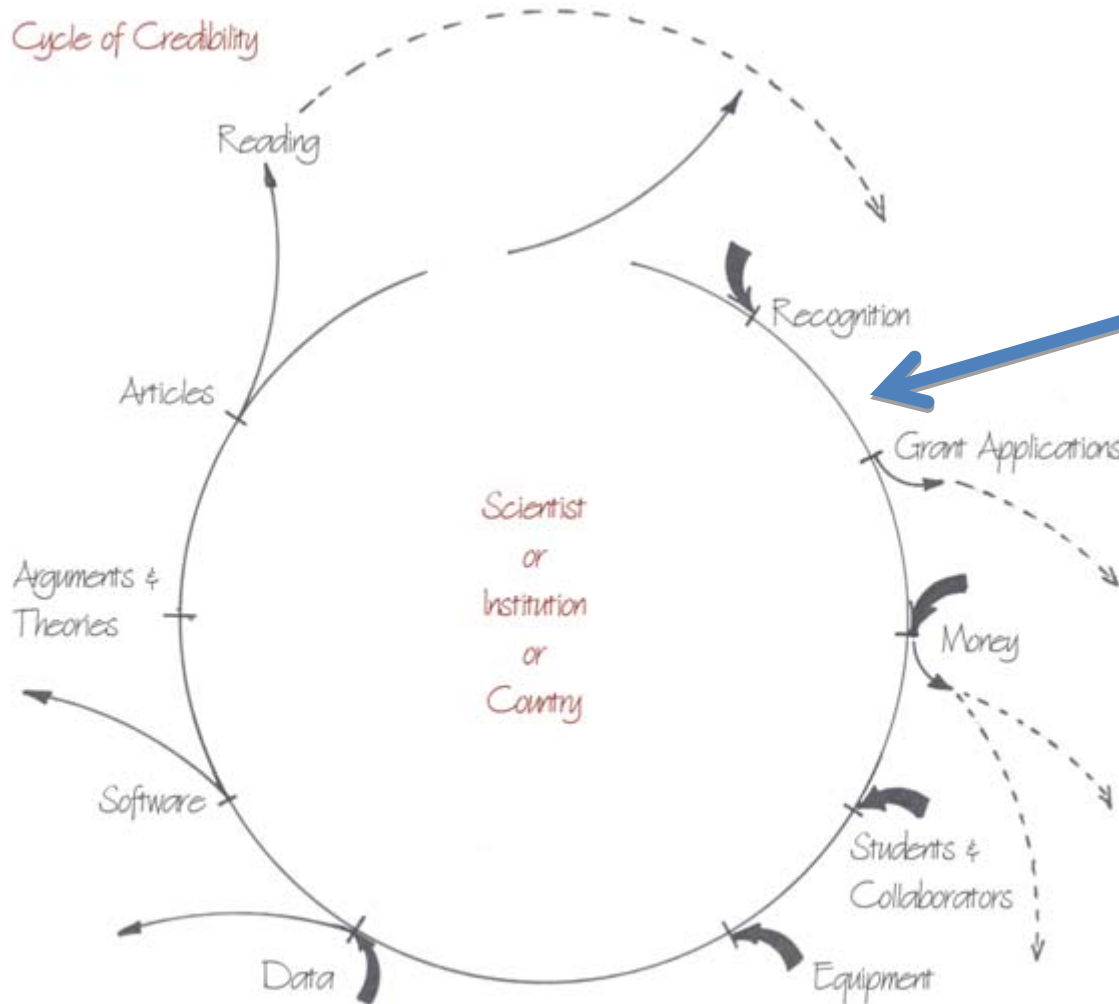 Cycle of Credibility
Reading
Recognition
Articles
Grant Applications
Scientist
or
Institution
or
Country
Arguments &
Theories
Money
Software
Students &
Collaborators
Data
Equipment